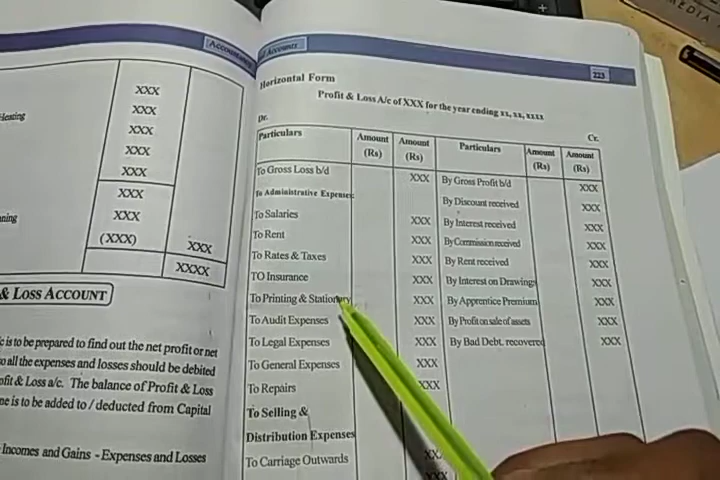 MEDIA
ACCOUNTANCY
Accounts
223
XXX
XXX
XXX
XXX
XXX
XXX
XXX
(XXX)
XXX
XXXX
& LOSS ACCOUNT
is to be prepared to find out the net profit or net
all the expenses and losses should be debited
Profit & Loss a/c. The balance of Profit & Loss
is to be added to / deducted from Capital
Incomes and Gains - Expenses and Losses
Horizontal Form
Profit & Loss A/c of XXX for the year ending xx, xx, xxxx
Dr.
Cr.
Particulars Amount (Rs) Amount (Rs) Particulars Amount (Rs) Amount (Rs)
To Gross Loss b/d XXX By Gross Profit b/d XXX
To Administrative Expenses:
By Discount received XXX
To Salaries XXX By Interest received XXX
To Rent XXX By Commission received XXX
To Rates & Taxes XXX By Rent received XXX
TO Insurance XXX By Interest on Drawings XXX
To Printing & Stationary XXX By Apprentice Premium XXX
To Audit Expenses XXX By Profit on sale of assets XXX
To Legal Expenses XXX By Bad Debt. recovered XXX
To General Expenses XXX
To Repairs XXX
To Selling &
Distribution Expenses
To Carriage Outwards XX
XXX